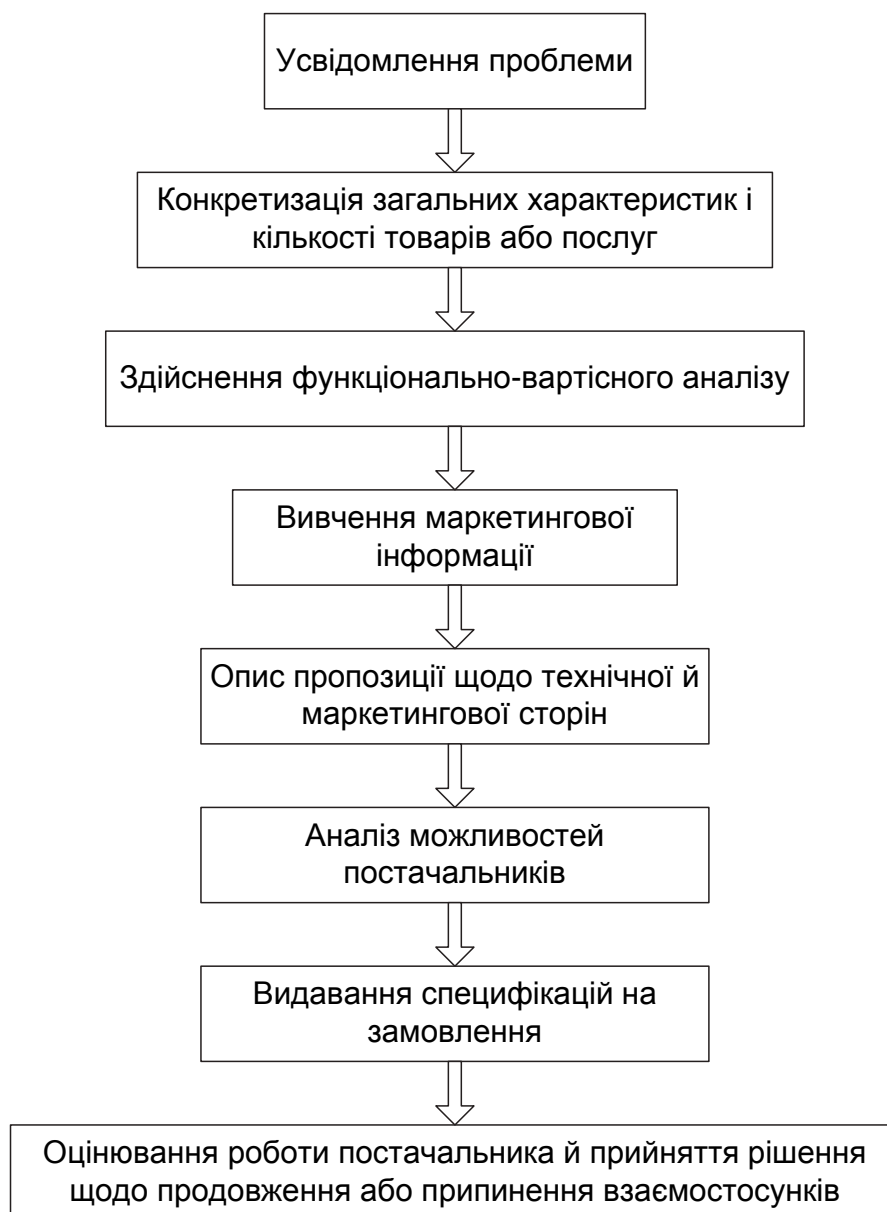 Усвідомлення проблеми
Конкретизація загальних характеристик і
кількості товарів або послуг
Здійснення функціонально-вартісного аналізу
Вивчення маркетингової
інформації
Опис пропозиції щодо технічної й
маркетингової сторін
Аналіз можливостей
постачальників
Видавання специфікацій на
замовлення
Оцінювання роботи постачальника й прийняття рішення
щодо продовження або припинення взаємостосунків